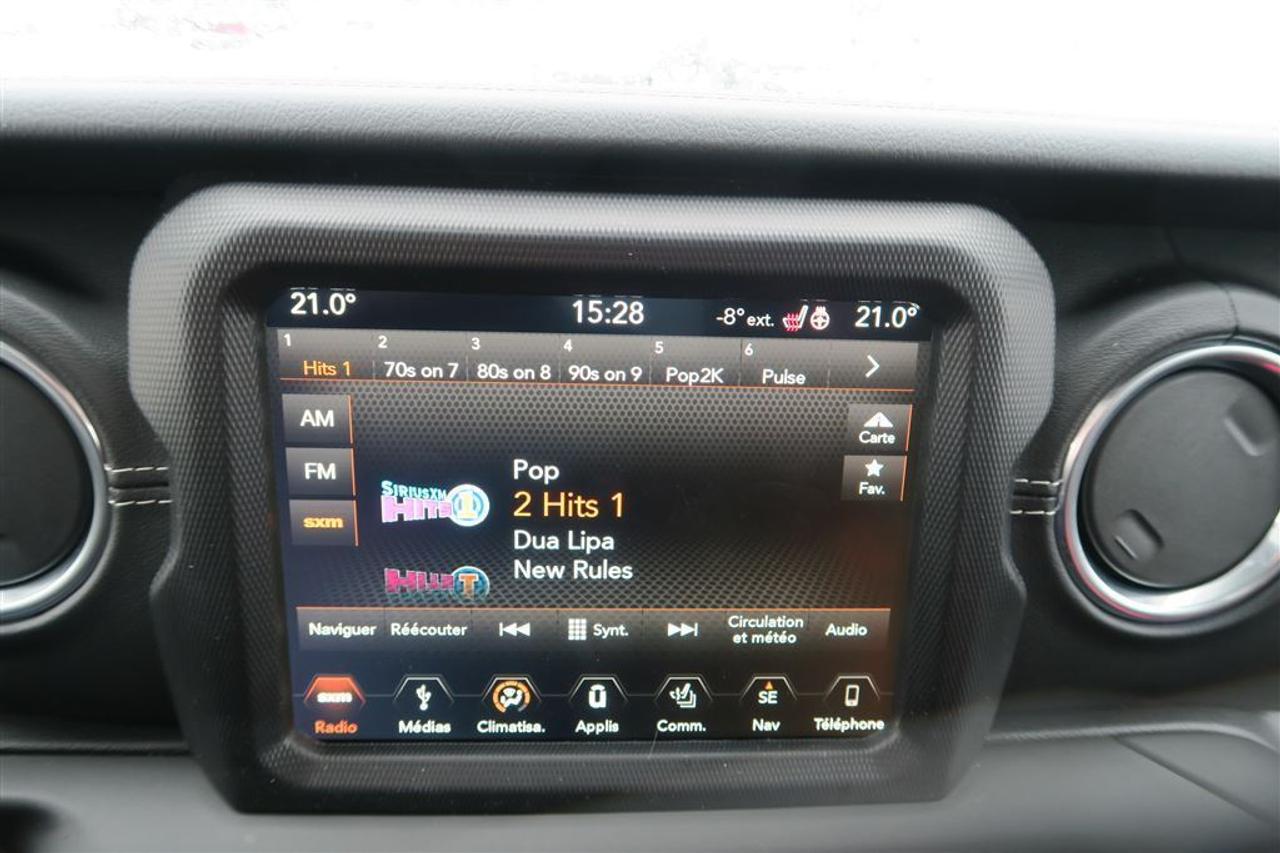 21.0° 15:28 -8° ext. 21.0°
1 2 3 4 5 6
Hits 1 70s on 7 80s on 8 90s on 9 Pop2K Pulse
AM
Carte
FM
Fav.
sxm
SIRIUSXM
HITS 1
Pop
2 Hits 1
Dua Lipa
New Rules
Naviguer Réécouter Synt. Circulation
et météo Audio
sxm SE
Radio Médias Climatisa. Applis Comm. Nav Téléphone